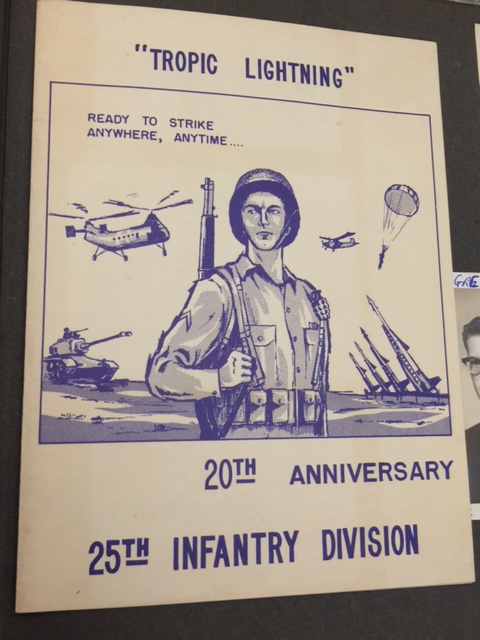 "TROPIC LIGHTNING"
READY TO STRIKE
ANYWHERE, ANYTIME....
20TH ANNIVERSARY
25TH INFANTRY DIVISION